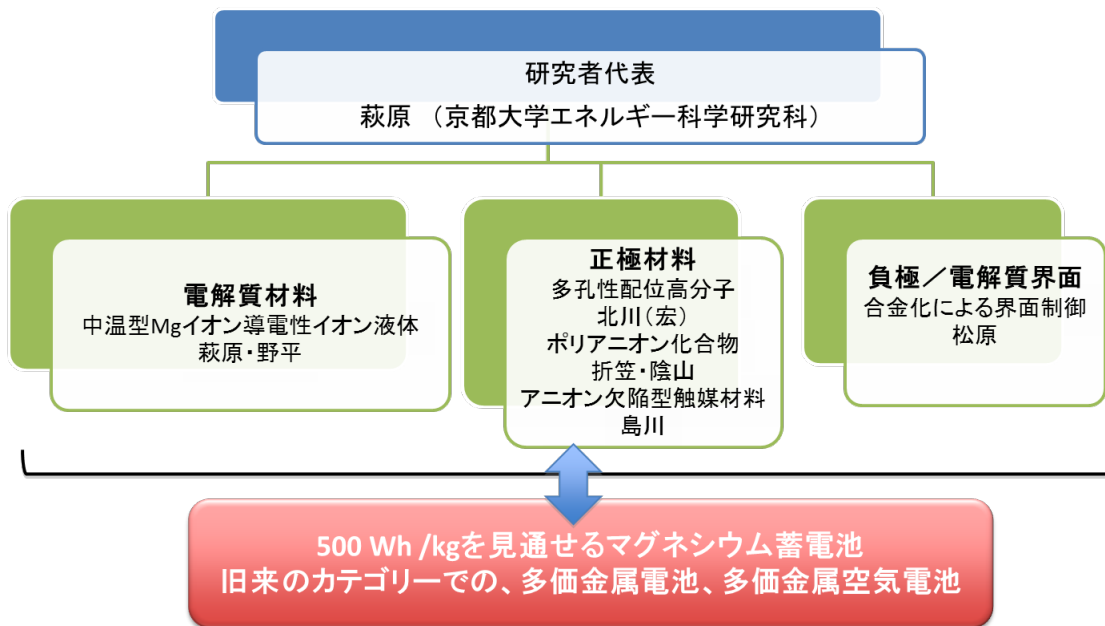 研究者代表
萩原　（京都大学エネルギー科学研究科）
電解質材料
中温型Mgイオン導電性イオン液体
萩原・野平
正極材料
多孔性配位高分子
北川（宏）
ポリアニオン化合物
折笠・陰山
アニオン欠陥型触媒材料
島川
負極／電解質界面
合金化による界面制御
松原
500 Wh /kgを見通せるマグネシウム蓄電池
旧来のカテゴリーでの、多価金属電池、多価金属空気電池